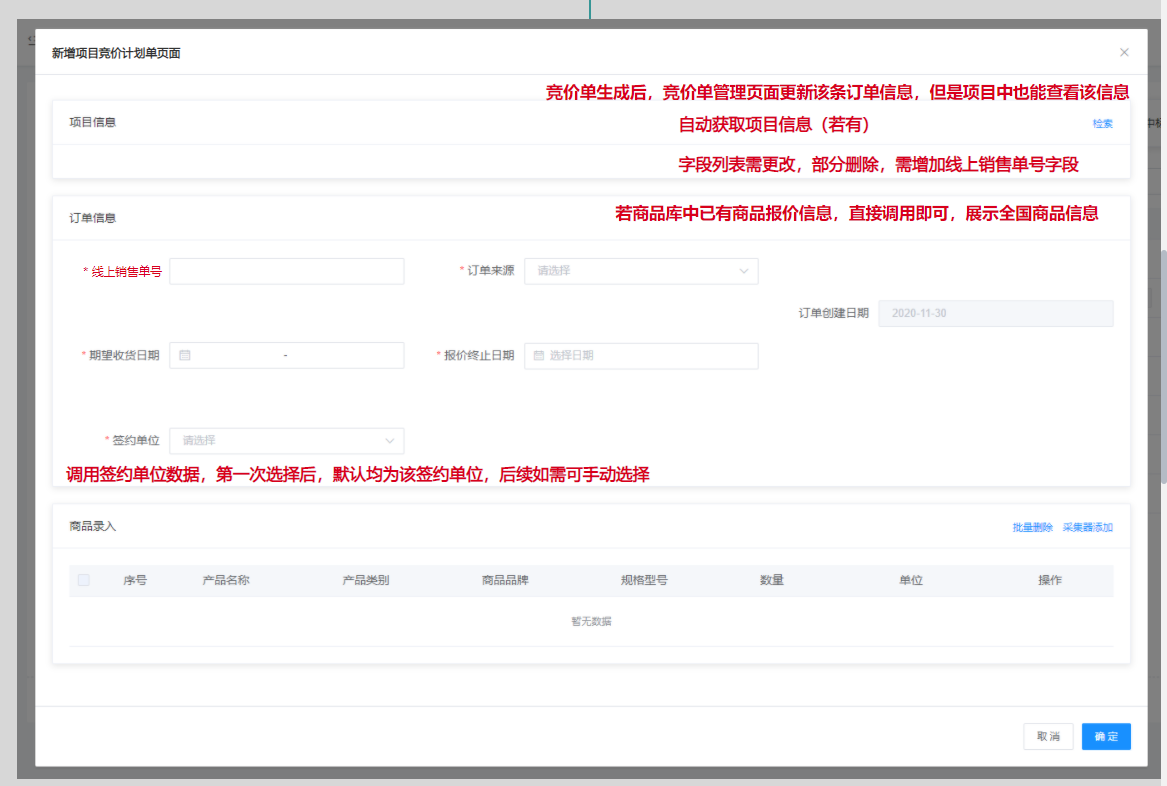 新增项目竞价计划单页面
竞价单生成后，竞价单管理页面更新该条订单信息，但是项目中也能查看该信息
项目信息
自动获取项目信息（若有）
检索
字段列表需更改，部分删除，需增加线上销售单号字段
订单信息
若商品库中已有商品报价信息，直接调用即可，展示全国商品信息
* 线上销售单号
* 订单来源 请选择
订单创建日期 2020-11-30
* 期望收货日期 -
* 报价终止日期 选择日期
* 签约单位 请选择
调用签约单位数据，第一次选择后，默认均为该签约单位，后续如需可手动选择
商品录入
批量删除 采集器添加
序号 产品名称 产品类别 商品品牌 规格型号 数量 单位 操作
暂无数据
取消 确定